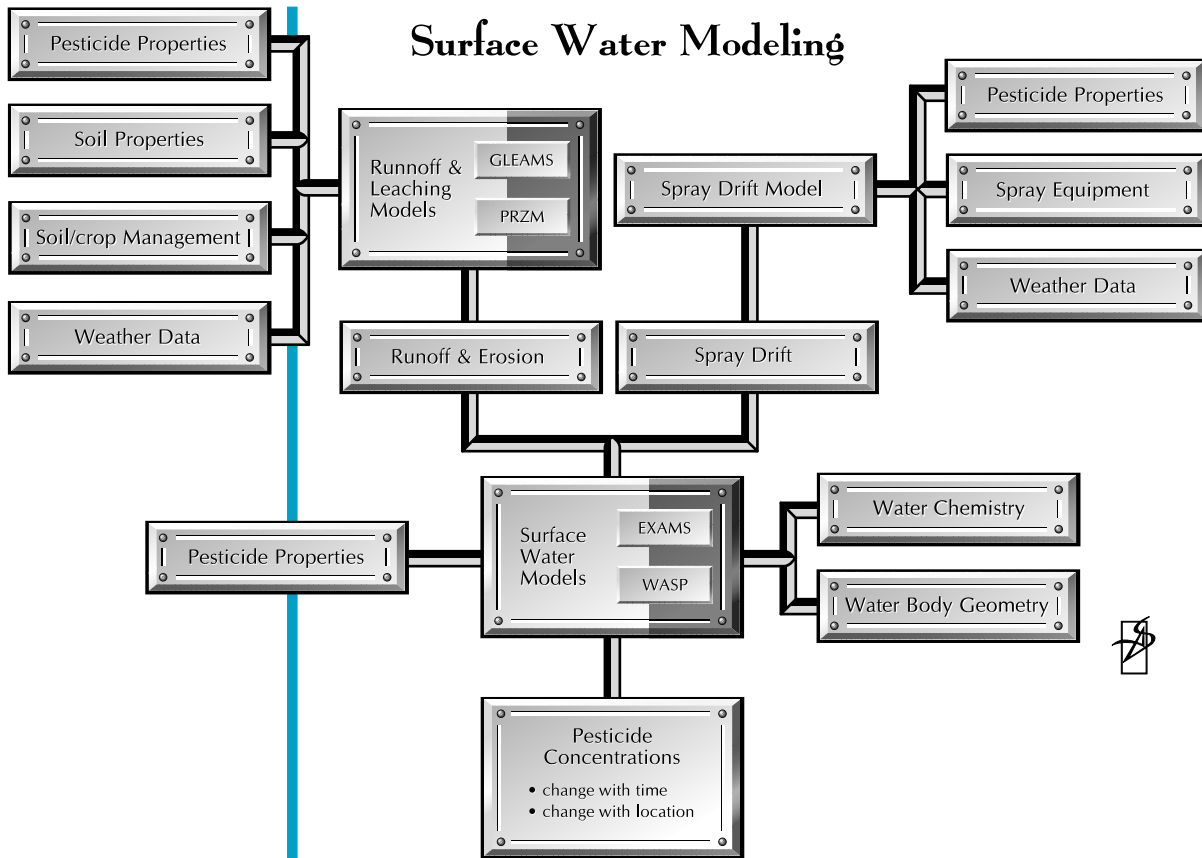 Surface Water Modeling
Pesticide Properties
Soil Properties
Soil/crop Management
Weather Data
Runnoff &
Leaching
Models
GLEAMS
PRZM
Spray Drift Model
Pesticide Properties
Spray Equipment
Weather Data
Runoff & Erosion
Spray Drift
Pesticide Properties
Surface
Water
Models
EXAMS
WASP
Water Chemistry
Water Body Geometry
Pesticide
Concentrations
• change with time
• change with location